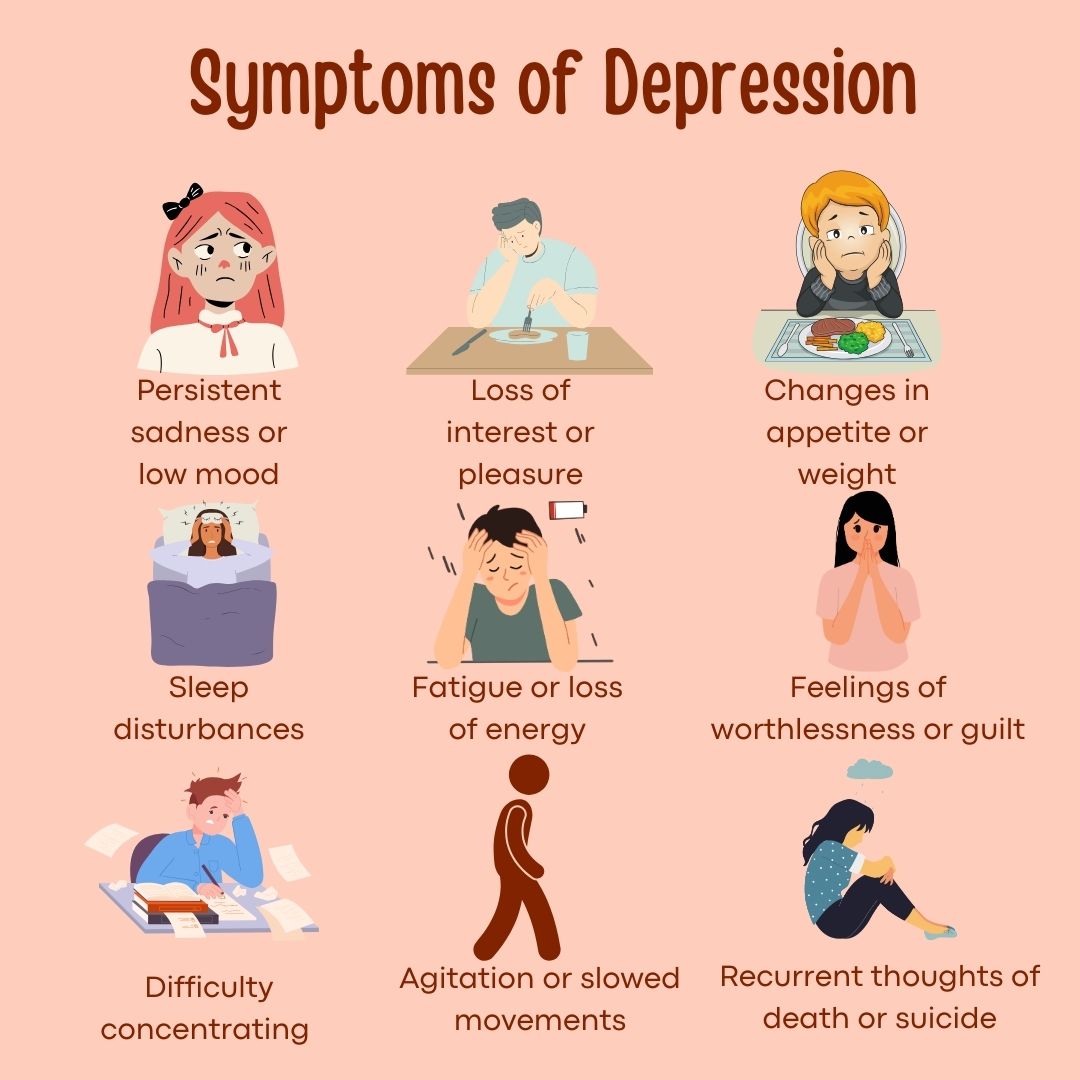 Symptoms of Depression
Persistent
sadness or
low mood
Loss of
interest or
pleasure
Changes in
appetite or
weight
Sleep
disturbances
Fatigue or loss
of energy
Feelings of
worthlessness or guilt
Difficulty
concentrating
Agitation or slowed
movements
Recurrent thoughts of
death or suicide